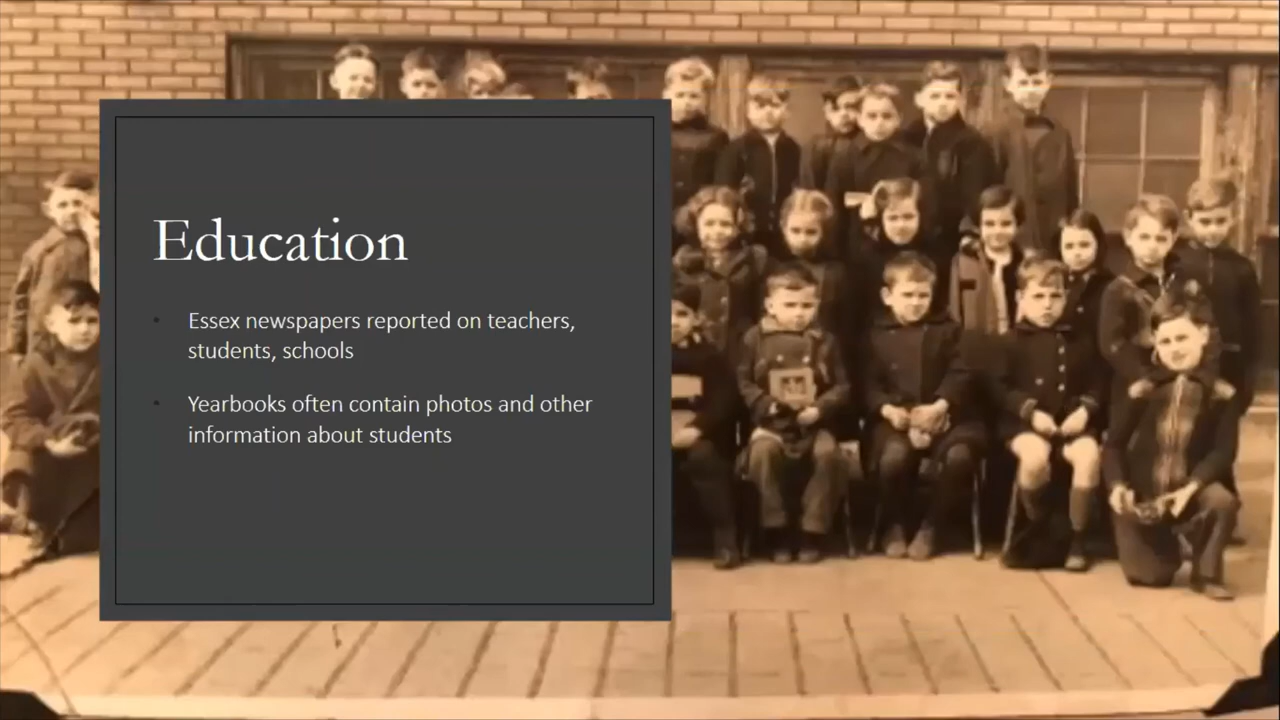 Education
Essex newspapers reported on teachers,
students, schools
Yearbooks often contain photos and other
information about students